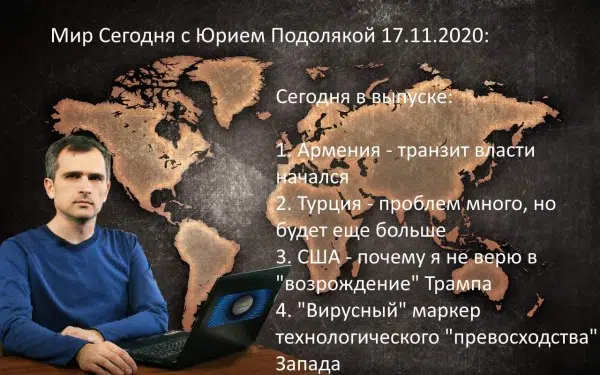 Мир Сегодня с Юрием Подолякой 17.11.2020:
Сегодня в выпуске:
1. Армения - транзит власти
начался
2. Турция - проблем много, но
будет еще больше
3. США - почему я не верю в
"возрождение" Трампа
4. "Вирусный" маркер
технологического "превосходства"
Запада